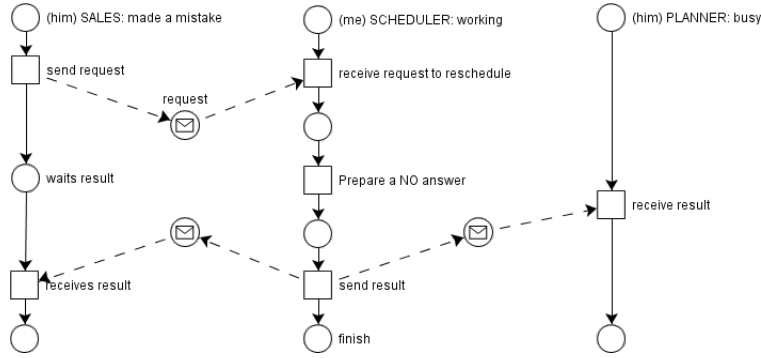 (him) SALES: made a mistake
(me) SCHEDULER: working
(him) PLANNER: busy
send request
receive request to reschedule
request
waits result
Prepare a NO answer
receive result
receives result
send result
finish